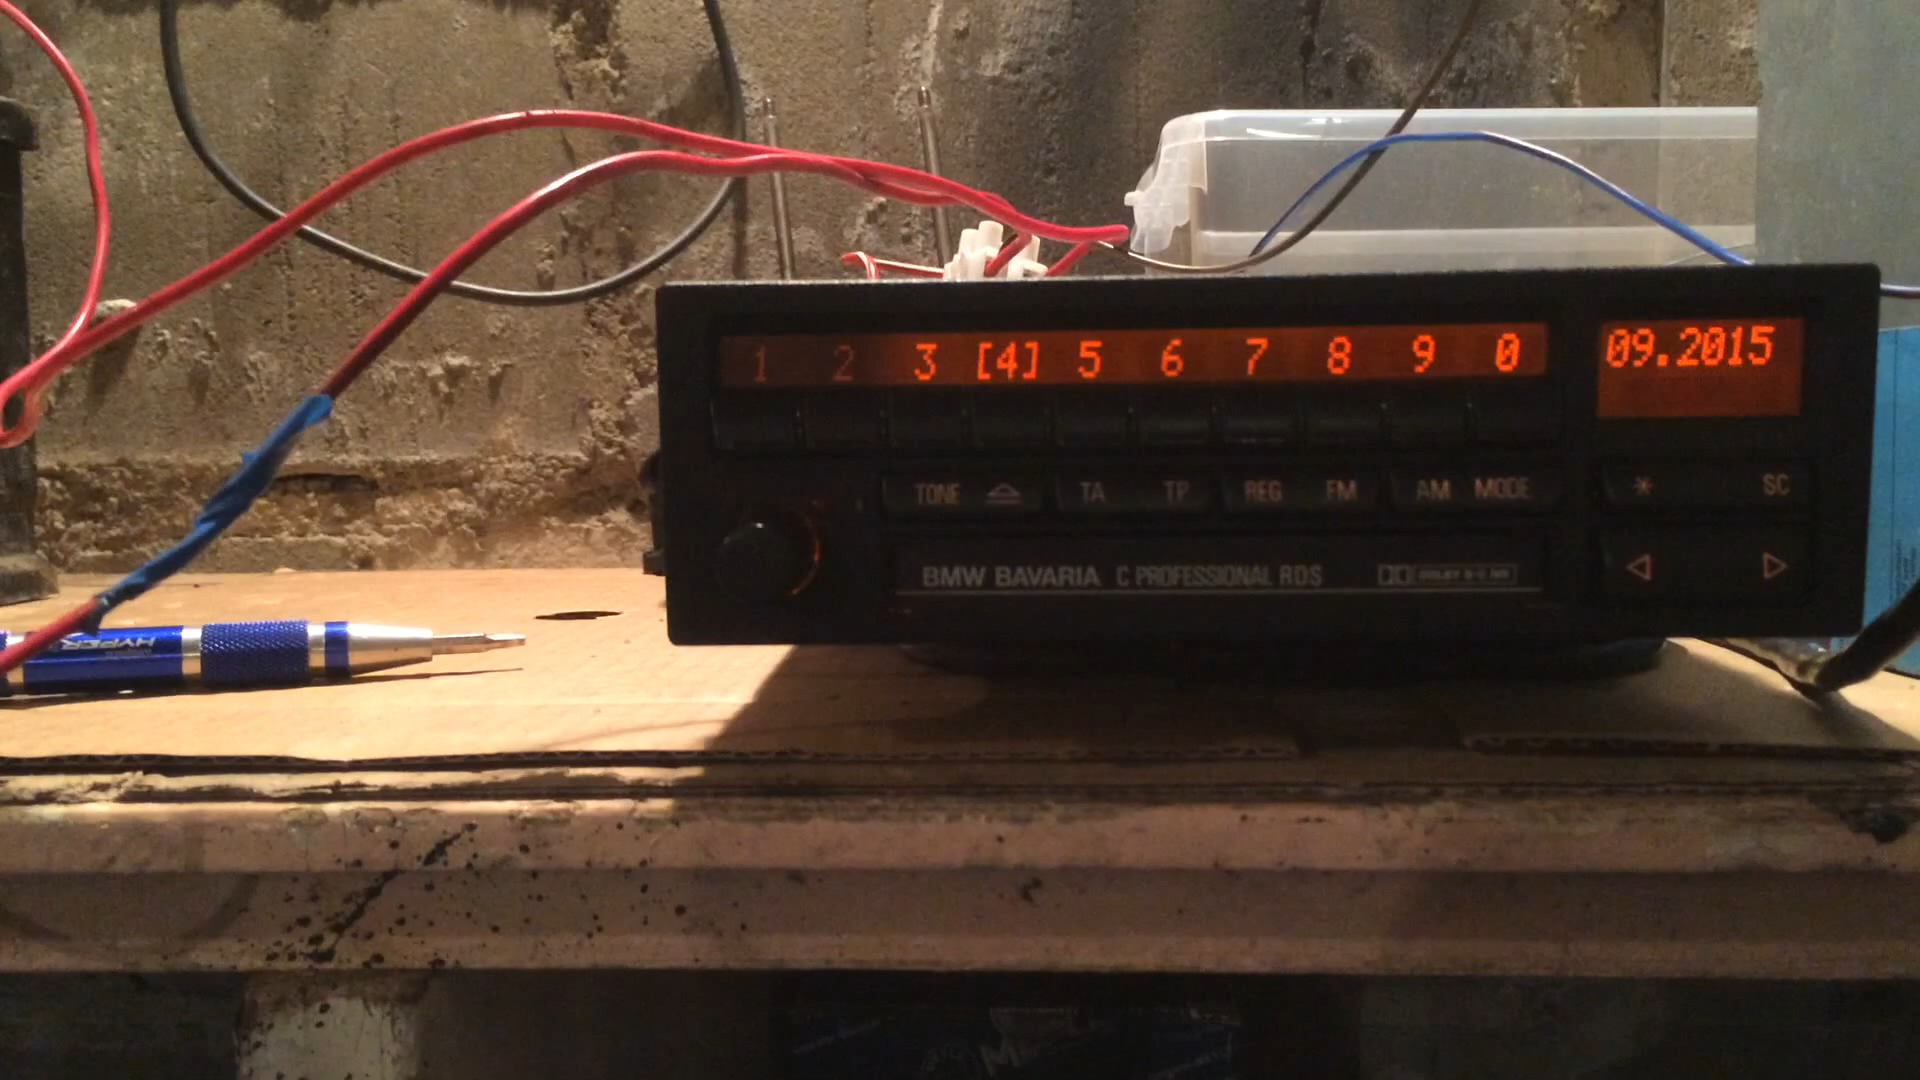 1 2 3 [4] 5 6 7 8 9 0
09.2015
TONE TA TP REG FM AM MODE
* SC
BMW BAVARIA C PROFESSIONAL RDS
HYPER